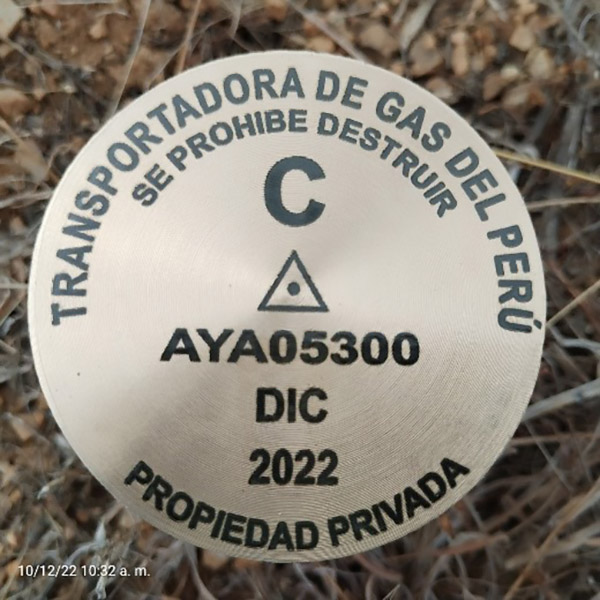 TRANSPORTADORA DE GAS DEL PERÚ
SE PROHIBE DESTRUIR
C
AYA05300
DIC
2022
PROPIEDAD PRIVADA
10/12/22 10:32 a. m.